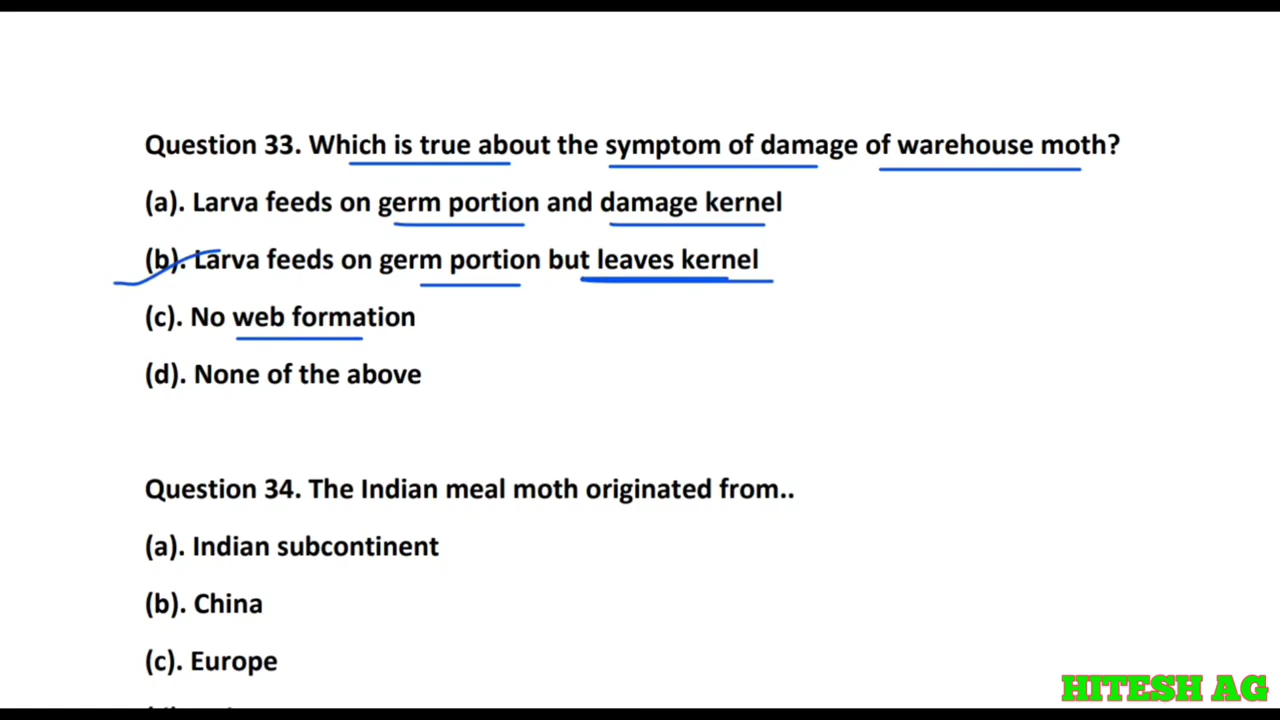 Question 33. Which is true about the symptom of damage of warehouse moth?
(a). Larva feeds on germ portion and damage kernel
(b). Larva feeds on germ portion but leaves kernel
(c). No web formation
(d). None of the above
Question 34. The Indian meal moth originated from..
(a). Indian subcontinent
(b). China
(c). Europe
HITESH AG